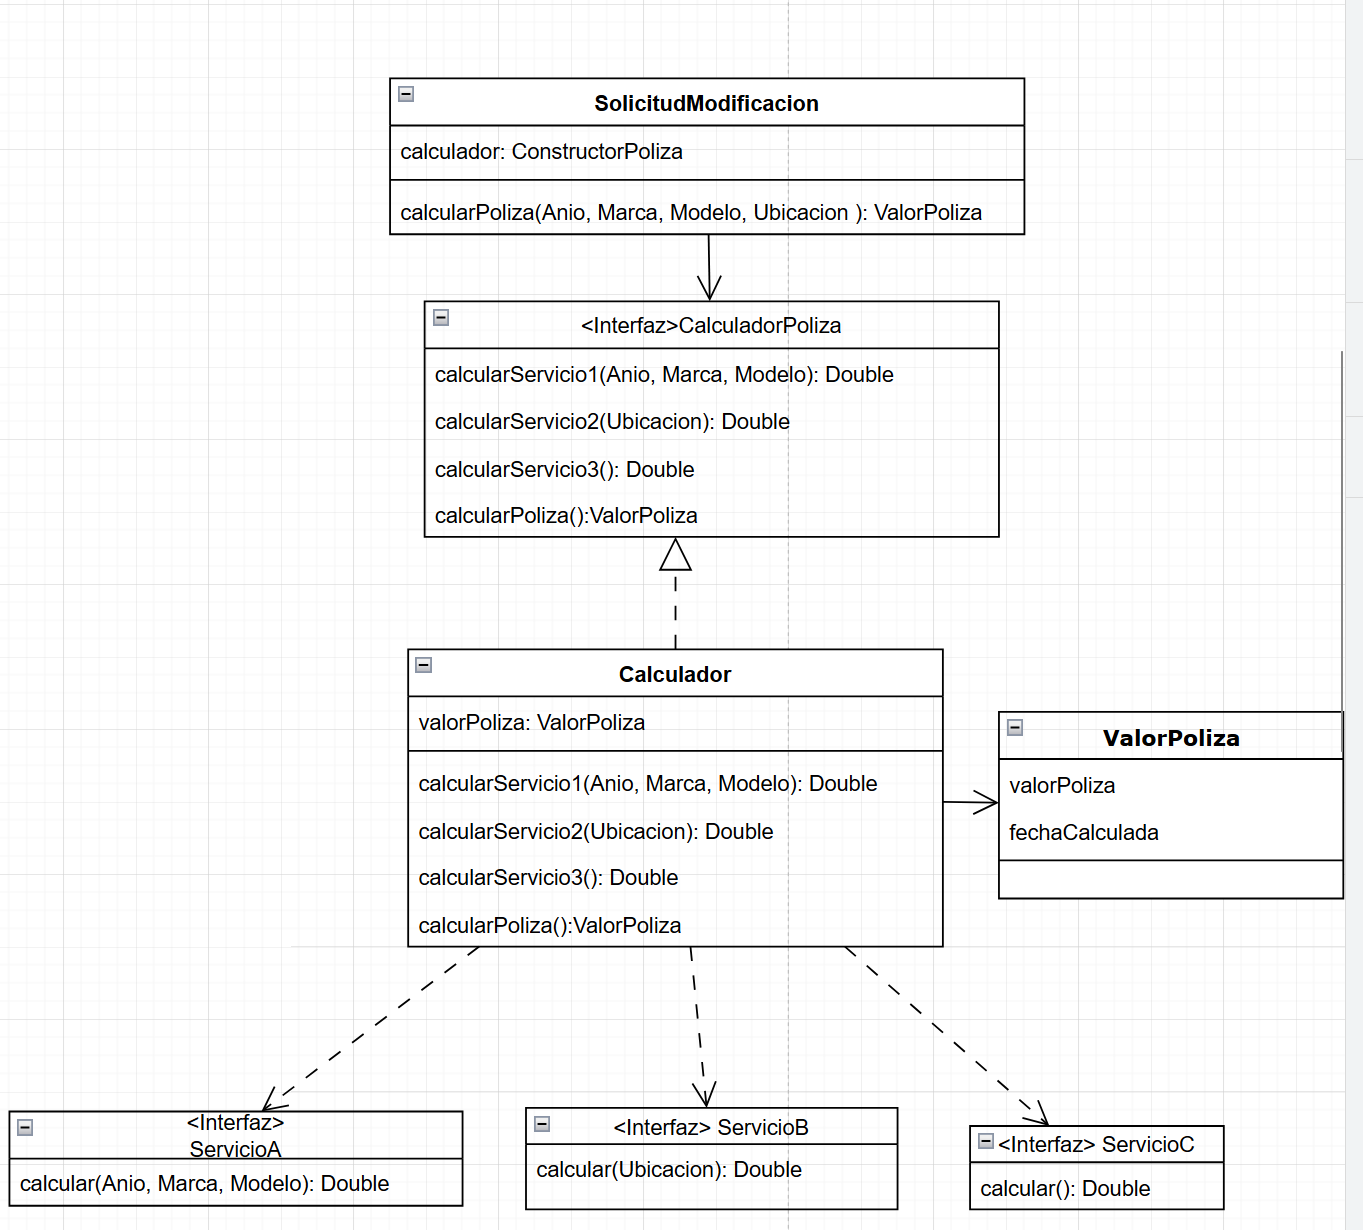 SolicitudModificacion
calculador: ConstructorPoliza
calcularPoliza(Anio, Marca, Modelo, Ubicacion ): ValorPoliza
<Interfaz>CalculadorPoliza
calcularServicio1(Anio, Marca, Modelo): Double
calcularServicio2(Ubicacion): Double
calcularServicio3(): Double
calcularPoliza():ValorPoliza
Calculador
valorPoliza: ValorPoliza
calcularServicio1(Anio, Marca, Modelo): Double
calcularServicio2(Ubicacion): Double
calcularServicio3(): Double
calcularPoliza():ValorPoliza
ValorPoliza
valorPoliza
fechaCalculada
<Interfaz>
ServicioA
calcular(Anio, Marca, Modelo): Double
<Interfaz> ServicioB
calcular(Ubicacion): Double
<Interfaz> ServicioC
calcular(): Double